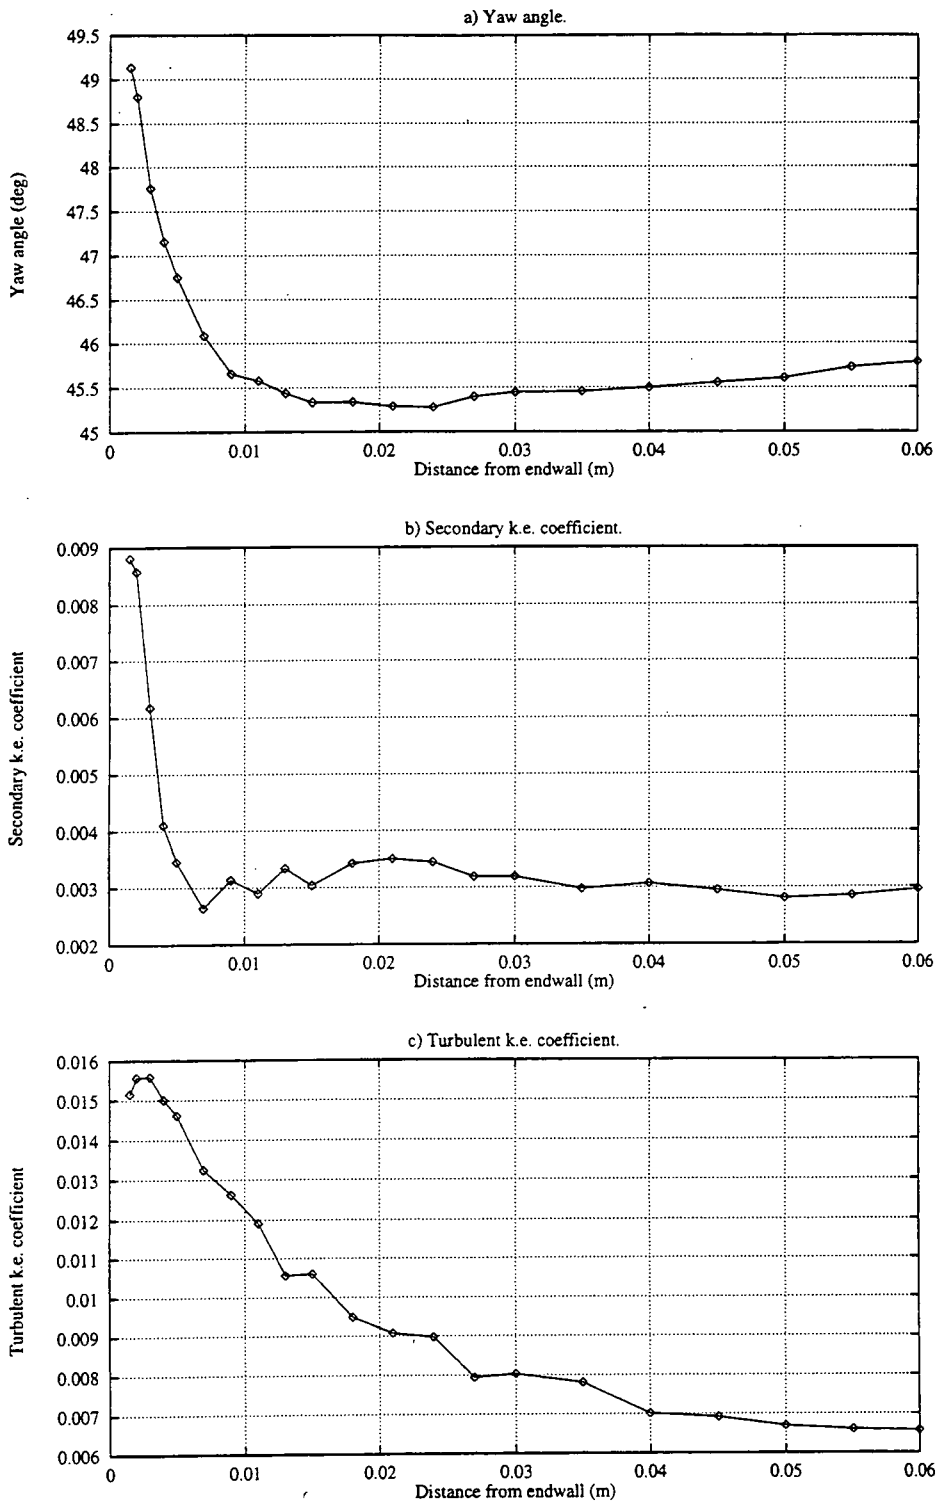 a) Yaw angle.
49.5
49
48.5
48
47.5
47
46.5
46
45.5
45
Yaw angle (deg)
0 0.01 0.02 0.03 0.04 0.05 0.06
Distance from endwall (m)
b) Secondary k.e. coefficient.
0.009
0.008
0.007
0.006
0.005
0.004
0.003
0.002
Secondary k.e. coefficient
0 0.01 0.02 0.03 0.04 0.05 0.06
Distance from endwall (m)
c) Turbulent k.e. coefficient.
0.016
0.015
0.014
0.013
0.012
0.011
0.01
0.009
0.008
0.007
0.006
Turbulent k.e. coefficient
0 0.01 0.02 0.03 0.04 0.05 0.06
Distance from endwall (m)